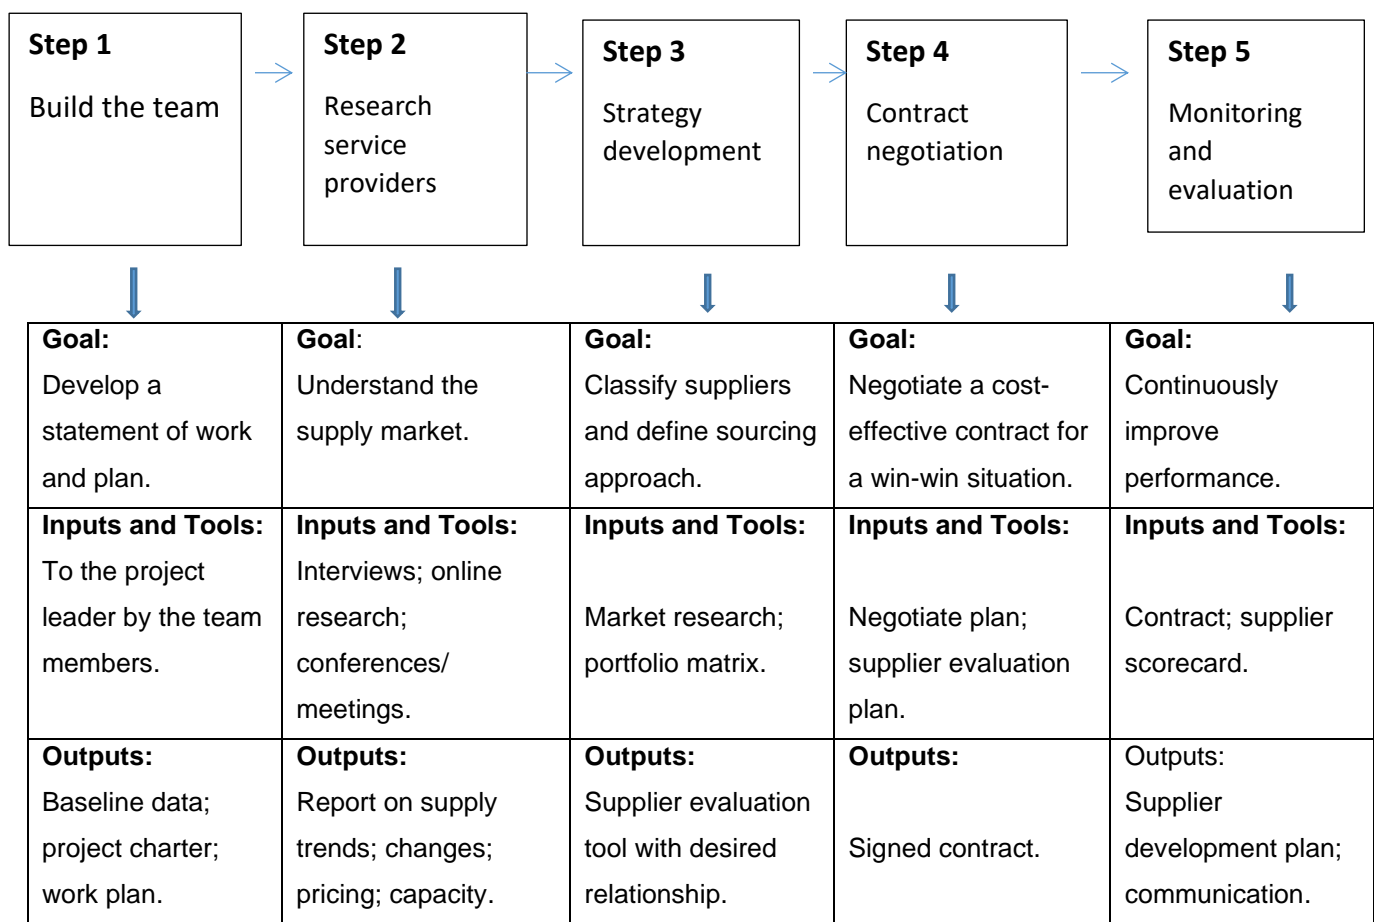 Step 1
Build the team
Step 2
Research
service
providers
Step 3
Strategy
development
Step 4
Contract
negotiation
Step 5
Monitoring
and
evaluation
Goal:
Develop a
statement of work
and plan.
Goal:
Understand the
supply market.
Goal:
Classify suppliers
and define sourcing
approach.
Goal:
Negotiate a cost-
effective contract for
a win-win situation.
Goal:
Continuously
improve
performance.
Inputs and Tools:
To the project
leader by the team
members.
Inputs and Tools:
Interviews; online
research;
conferences/
meetings.
Inputs and Tools:
Market research;
portfolio matrix.
Inputs and Tools:
Negotiate plan;
supplier evaluation
plan.
Inputs and Tools:
Contract; supplier
scorecard.
Outputs:
Baseline data;
project charter;
work plan.
Outputs:
Report on supply
trends; changes;
pricing; capacity.
Outputs:
Supplier evaluation
tool with desired
relationship.
Outputs:
Signed contract.
Outputs:
Supplier
development plan;
communication.